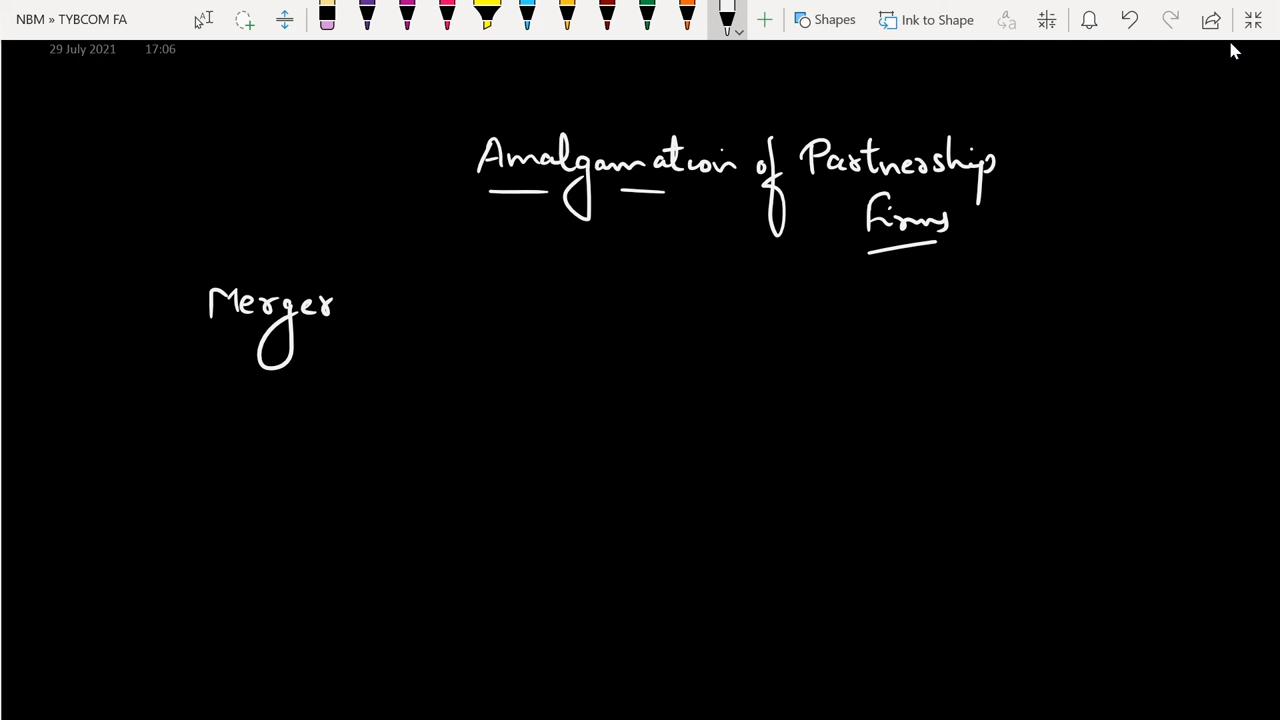 NBM » TYBCOM FA
Shapes
Ink to Shape
29 July 2021 17:06
Amalgamation of Partnership
firms
Merger